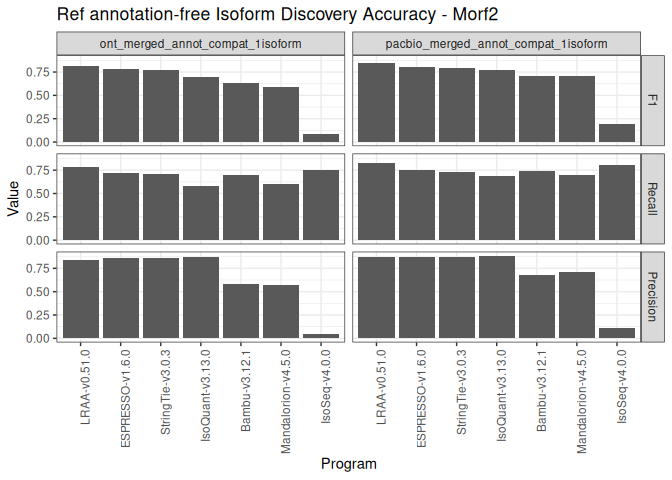 Ref annotation-free Isoform Discovery Accuracy - Morf2
ont_merged_annot_compat_1isoform
pacbio_merged_annot_compat_1isoform
0.75
0.50
0.25
0.00
F1
0.75
0.50
0.25
0.00
Recall
0.75
0.50
0.25
0.00
Precision
Value
LRAA-v0.51.0
ESPRESSO-v1.6.0
StringTie-v3.0.3
IsoQuant-v3.13.0
Bambu-v3.12.1
Mandalorion-v4.5.0
IsoSeq-v4.0.0
LRAA-v0.51.0
ESPRESSO-v1.6.0
StringTie-v3.0.3
IsoQuant-v3.13.0
Bambu-v3.12.1
Mandalorion-v4.5.0
IsoSeq-v4.0.0
Program